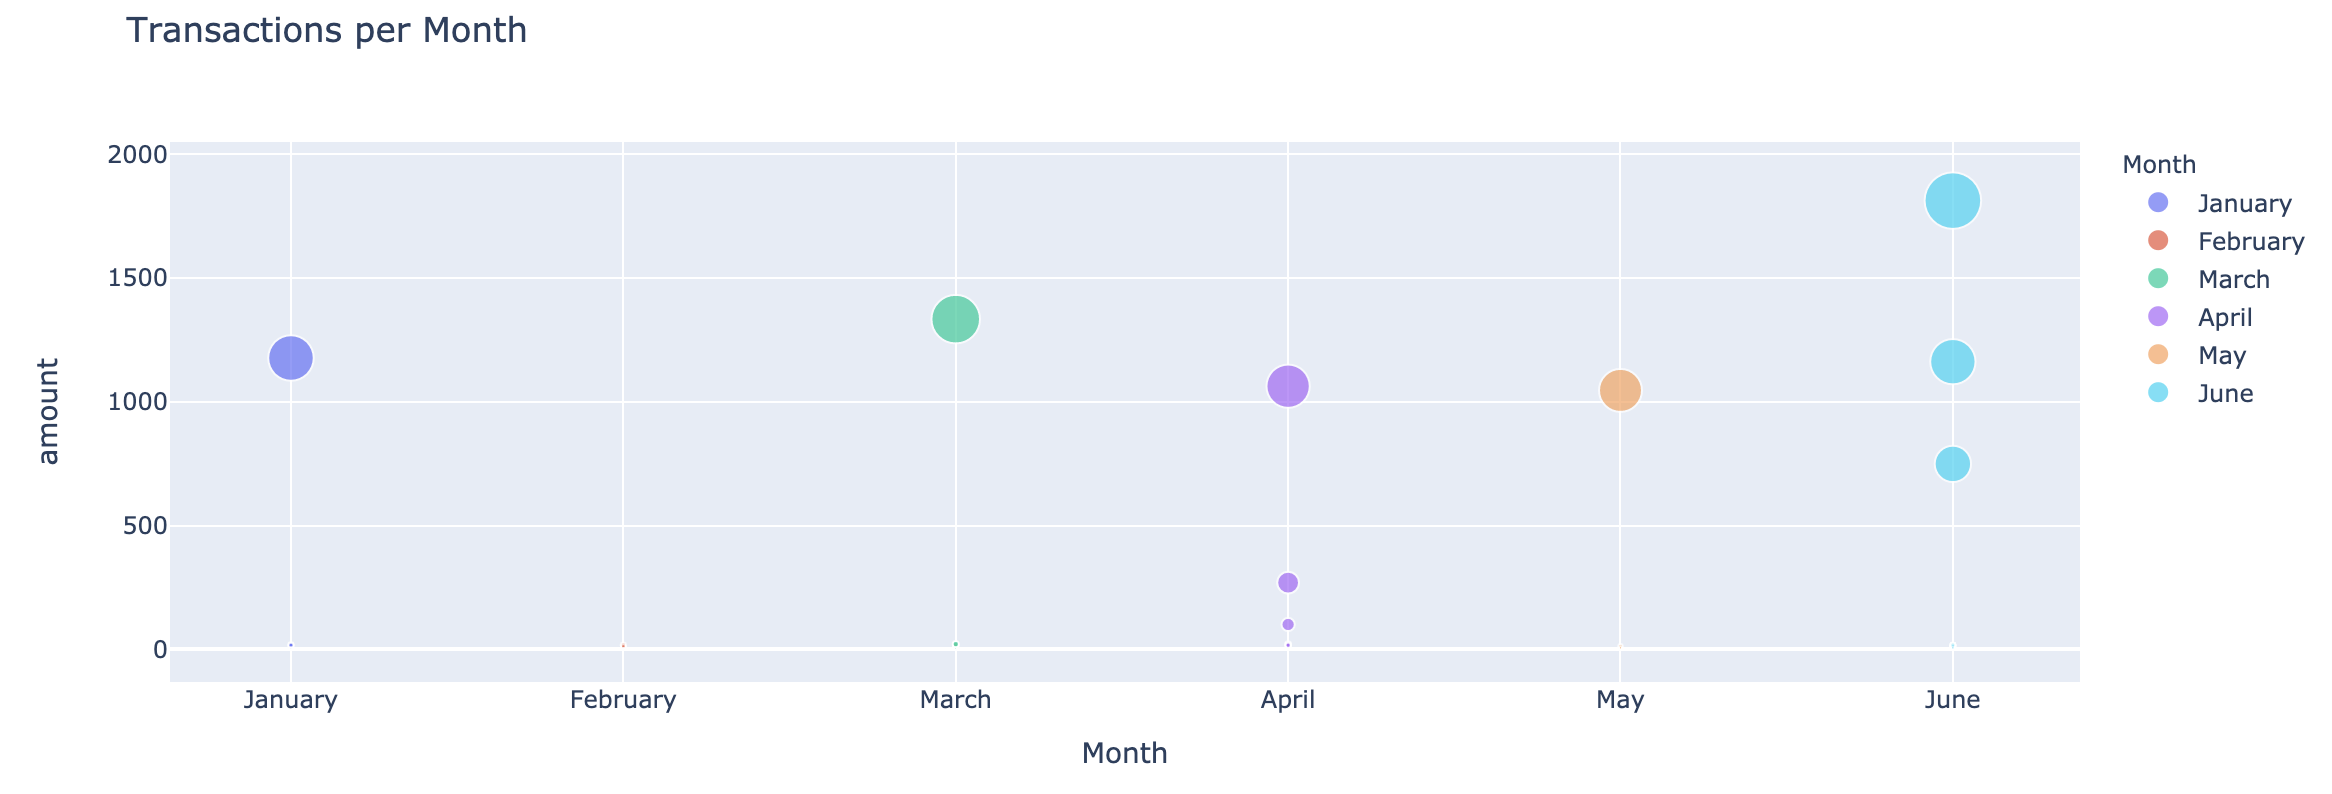 Transactions per Month
2000
1500
1000
500
0
amount
January
February
March
April
May
June
Month
Month
January
February
March
April
May
June